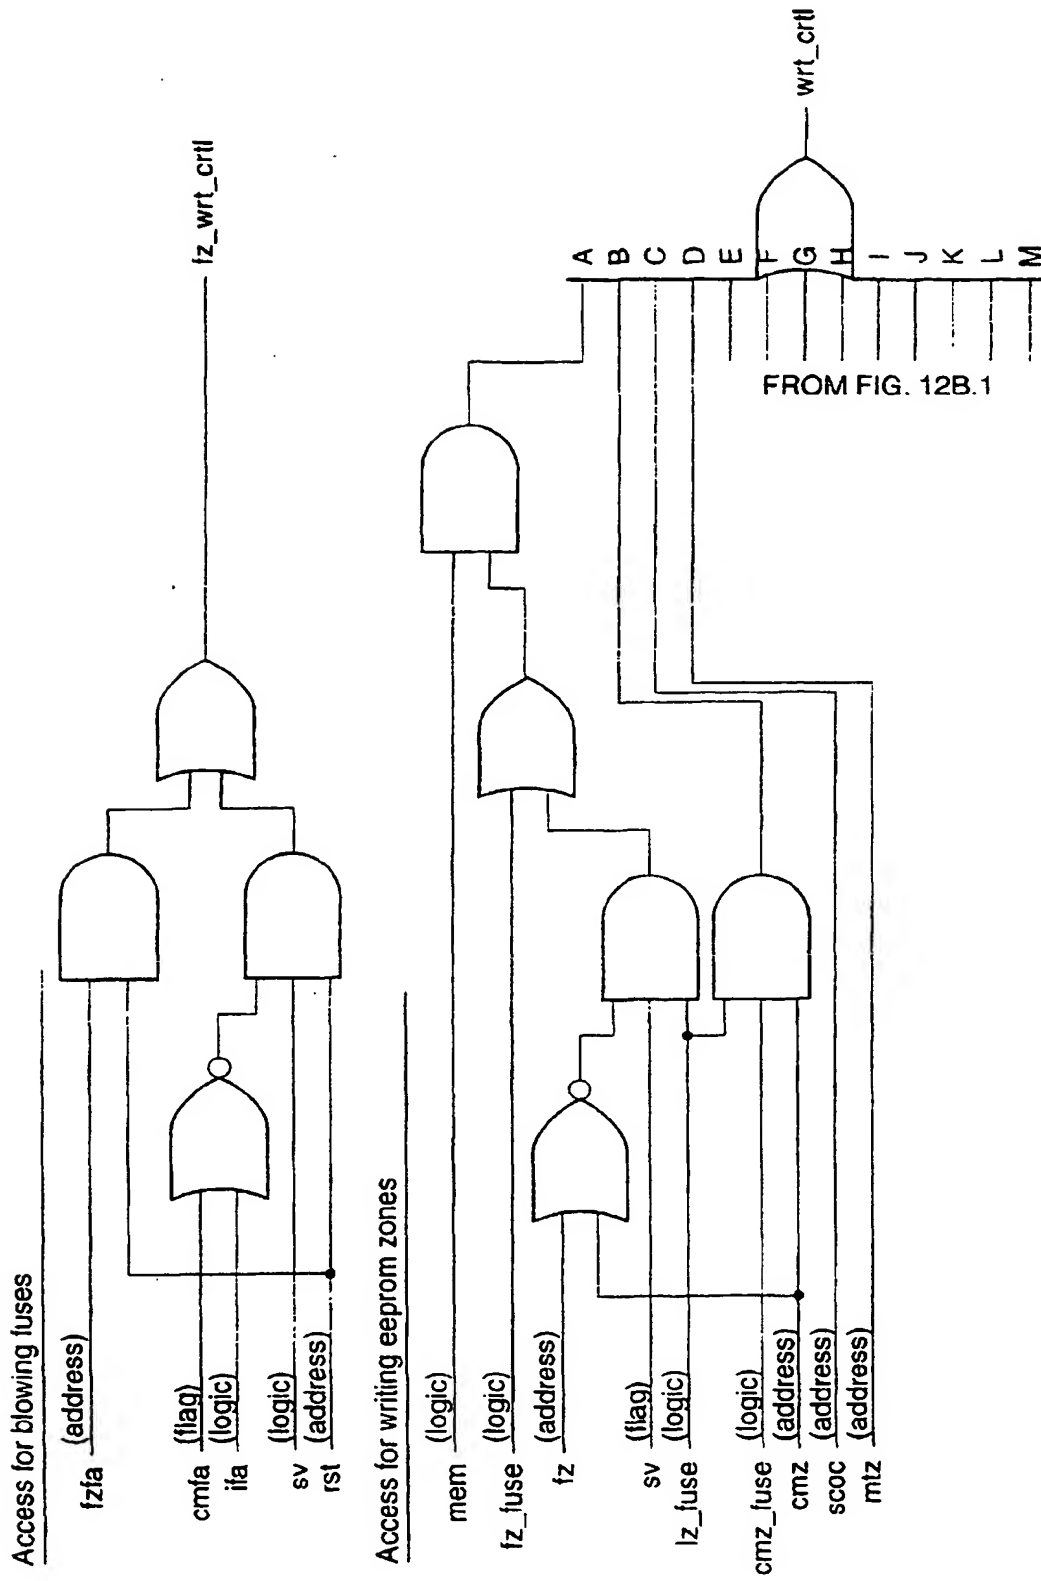 Access for blowing fuses
fzfa (address)
cmfa (flag)
ifa (logic)
sv (logic)
rst (address)
fz_wrt_crtl
Access for writing eeprom zones
mem (logic)
fz_fuse (logic)
fz (address)
sv (flag)
lz_fuse (logic)
cmz_fuse (logic)
cmz (address)
scoc (address)
mtz (address)
A
B
C
D
E
F
G
H
I
J
K
L
M
FROM FIG. 12B.1
wrt_crtl